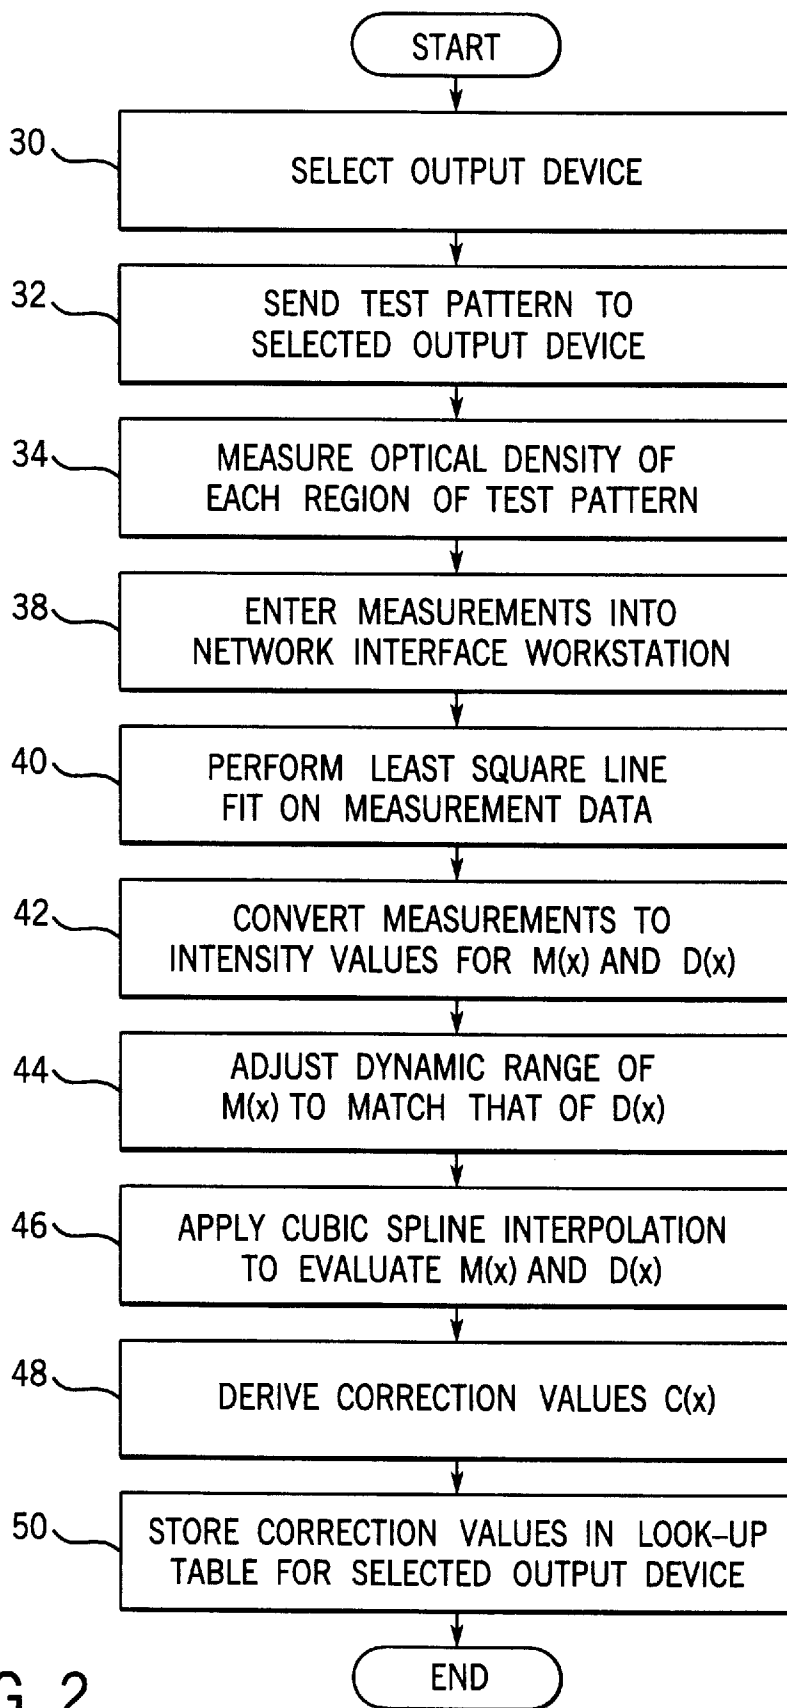 START
30
SELECT OUTPUT DEVICE
32
SEND TEST PATTERN TO
SELECTED OUTPUT DEVICE
34
MEASURE OPTICAL DENSITY OF
EACH REGION OF TEST PATTERN
38
ENTER MEASUREMENTS INTO
NETWORK INTERFACE WORKSTATION
40
PERFORM LEAST SQUARE LINE
FIT ON MEASUREMENT DATA
42
CONVERT MEASUREMENTS TO
INTENSITY VALUES FOR M(x) AND D(x)
44
ADJUST DYNAMIC RANGE OF
M(x) TO MATCH THAT OF D(x)
46
APPLY CUBIC SPLINE INTERPOLATION
TO EVALUATE M(x) AND D(x)
48
DERIVE CORRECTION VALUES C(x)
50
STORE CORRECTION VALUES IN LOOK-UP
TABLE FOR SELECTED OUTPUT DEVICE
END
G 2